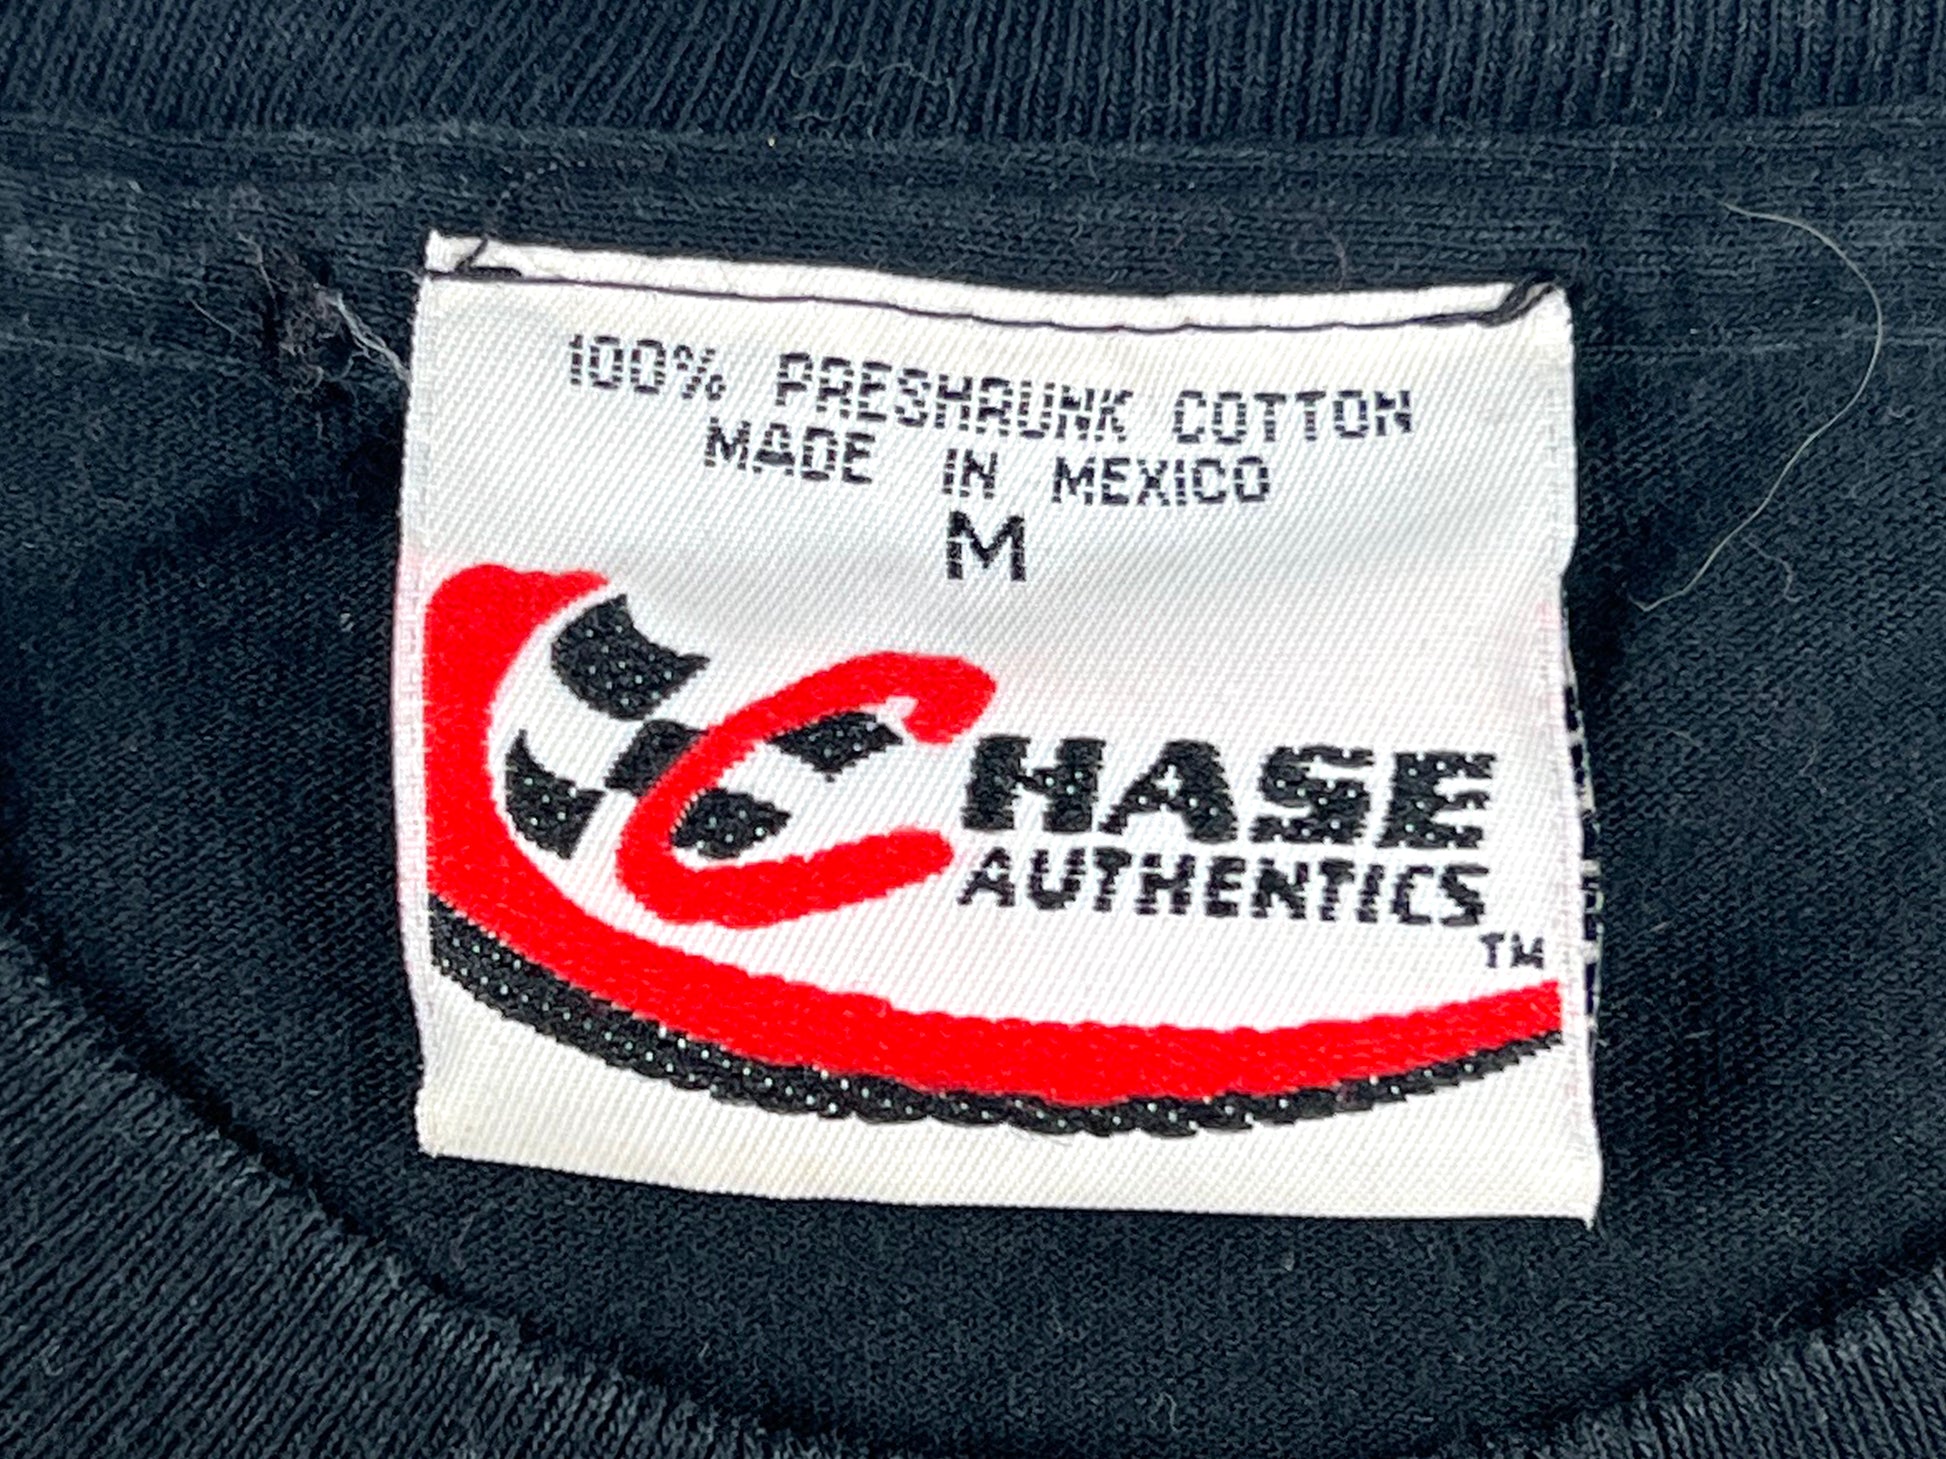 100% PRESHRUNK COTTON
MADE IN MEXICO
M
CHASE
AUTHENTICS
TM